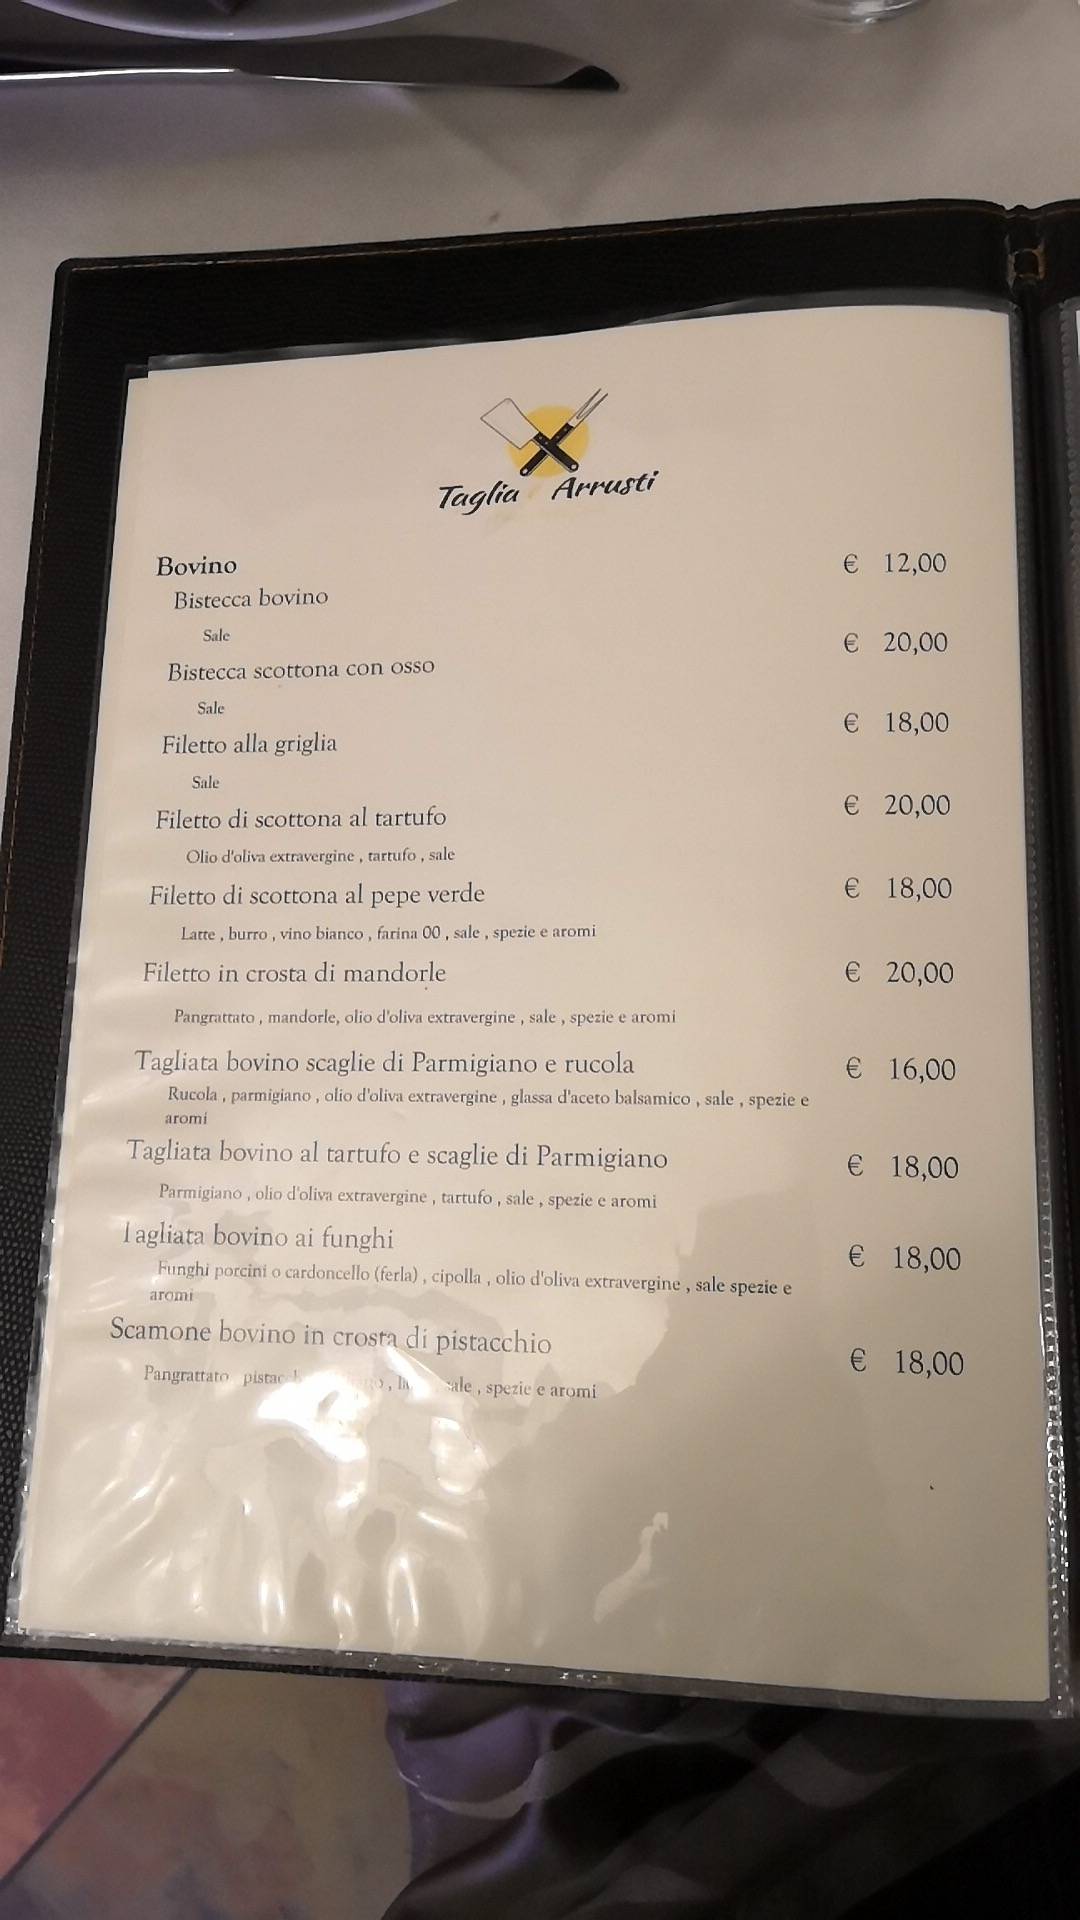 Taglia Arrusti
Bovino € 12,00
Bistecca bovino
Sale
€ 20,00
Bistecca scottona con osso
Sale
€ 18,00
Filetto alla griglia
Sale
€ 20,00
Filetto di scottona al tartufo
Olio d'oliva extravergine , tartufo , sale
Filetto di scottona al pepe verde € 18,00
Latte , burro , vino bianco , farina 00 , sale , spezie e aromi
Filetto in crosta di mandorle € 20,00
Pangrattato , mandorle, olio d'oliva extravergine , sale , spezie e aromi
Tagliata bovino scaglie di Parmigiano e rucola € 16,00
Rucola , parmigiano , olio d'oliva extravergine , glassa d'aceto balsamico , sale , spezie e
aromi
Tagliata bovino al tartufo e scaglie di Parmigiano € 18,00
Parmigiano , olio d'oliva extravergine , tartufo , sale , spezie e aromi
Tagliata bovino ai funghi € 18,00
Funghi porcini o cardoncello (ferla) , cipolla , olio d'oliva extravergine , sale spezie e
aromi
Scamone bovino in crosta di pistacchio € 18,00
Pangrattato sale , spezie e aromi